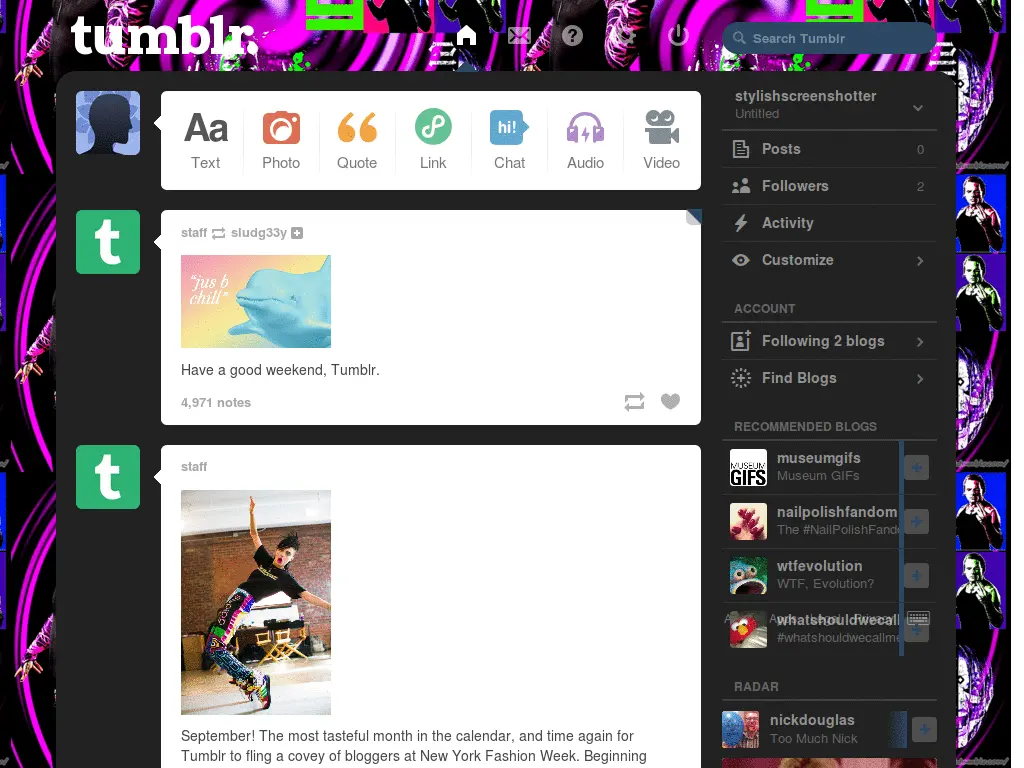 tumblr.
Search Tumblr
stylishscreenshotter
Untitled
Aa
hi!
Text
Photo
Quote
Link
Chat
Audio
Video
Posts 0
Followers 2
Activity
Customize
t
staff sludg33y
"jus b
chill"
Have a good weekend, Tumblr.
4,971 notes
ACCOUNT
Following 2 blogs
Find Blogs
RECOMMENDED BLOGS
MUSEUM
GIFS
museumgifs
Museum GIFs
nailpolishfandom
The #NailPolishFand
wtfevolution
WTF, Evolution?
whatshouldwecall
#whatshouldwecallme
RADAR
nickdouglas
Too Much Nick
t
staff
September! The most tasteful month in the calendar, and time again for
Tumblr to fling a covey of bloggers at New York Fashion Week. Beginning